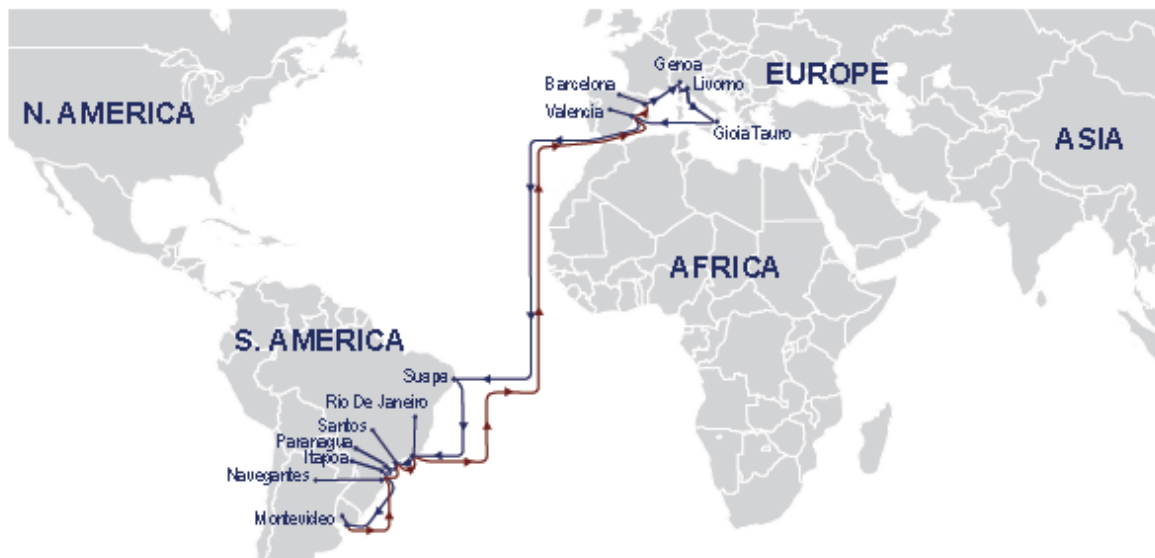 Genoa
EUROPE
Barcelona
Livorno
N. AMERICA
Valencia
Gioia Tauro
ASIA
AFRICA
S. AMERICA
Suape
Rio De Janeiro
Santos
Paranagua
Itapoa
Navegantes
Montevideo